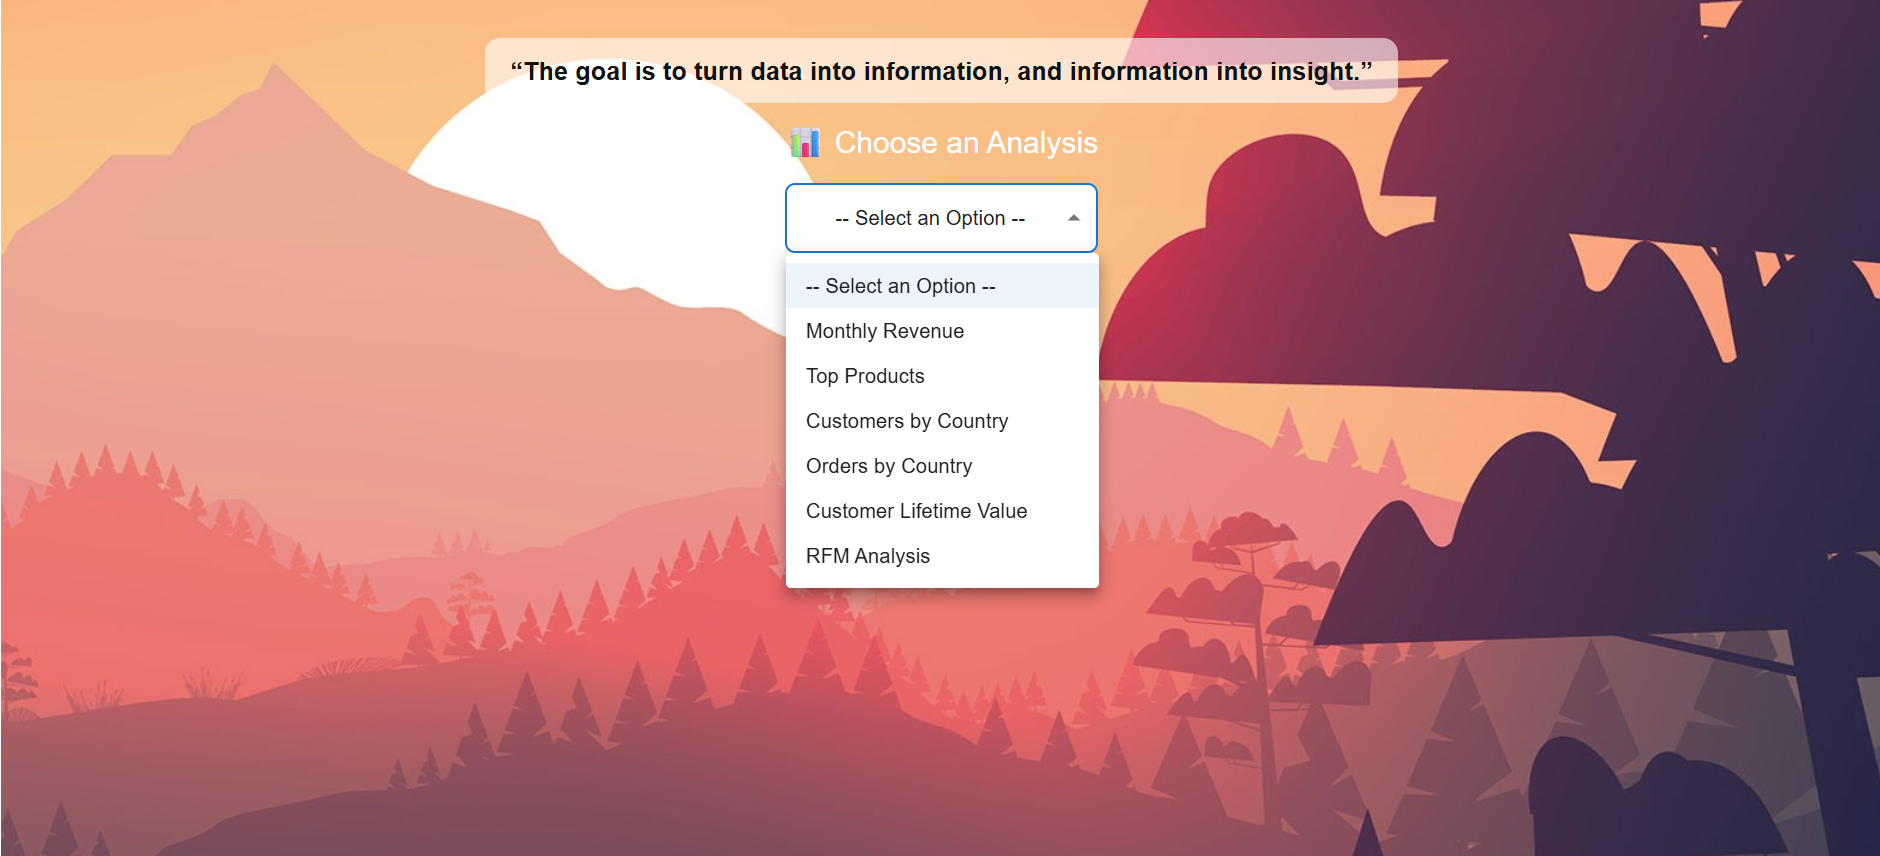 “The goal is to turn data into information, and information into insight.”
Choose an Analysis
-- Select an Option --
-- Select an Option --
Monthly Revenue
Top Products
Customers by Country
Orders by Country
Customer Lifetime Value
RFM Analysis